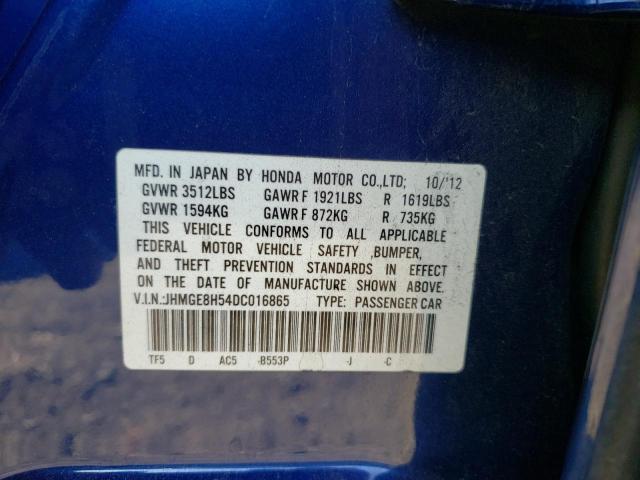 MFD. IN JAPAN BY HONDA MOTOR CO.,LTD; 10/'12
GVWR 3512LBS GAWR F 1921LBS R 1619LBS
GVWR 1594KG GAWR F 872KG R 735KG
THIS VEHICLE CONFORMS TO ALL APPLICABLE
FEDERAL MOTOR VEHICLE SAFETY ,BUMPER,
AND THEFT PREVENTION STANDARDS IN EFFECT
ON THE DATE OF MANUFACTURE SHOWN ABOVE.
V.I.N.:JHMGE8H54DC016865 TYPE: PASSENGER CAR
TF5 D AC5 -B553P -J -C